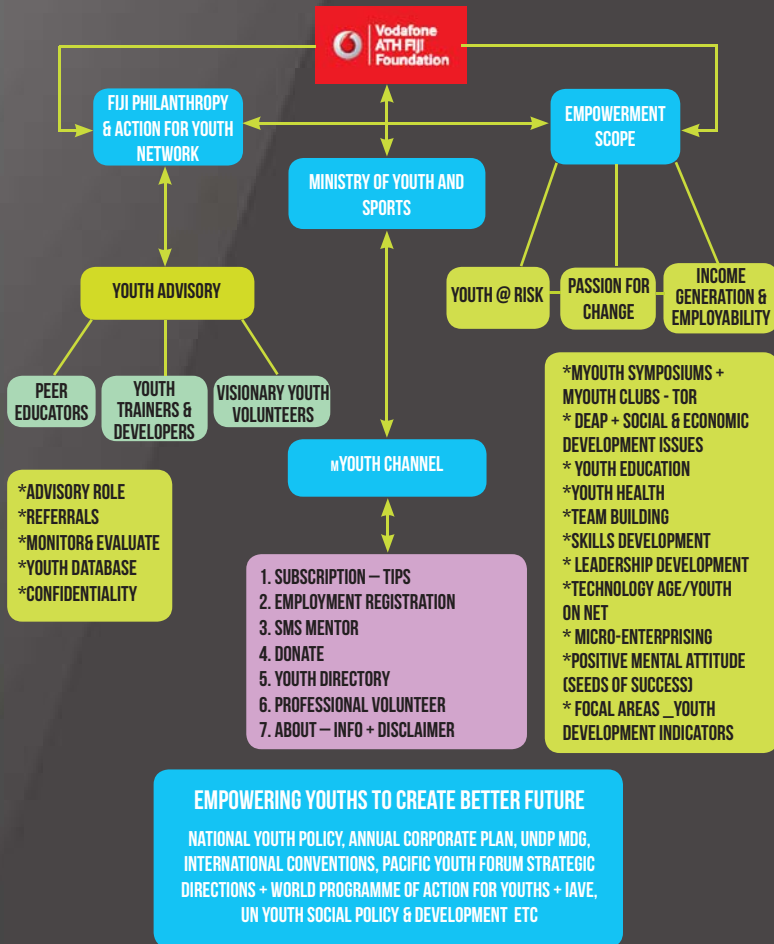 Vodafone
ATH Fiji
Foundation
FIJI PHILANTHROPY
& ACTION FOR YOUTH
NETWORK
EMPOWERMENT
SCOPE
MINISTRY OF YOUTH AND
SPORTS
YOUTH ADVISORY
YOUTH @ RISK
PASSION FOR
CHANGE
INCOME
GENERATION &
EMPLOYABILITY
PEER
EDUCATORS
YOUTH
TRAINERS &
DEVELOPERS
VISIONARY YOUTH
VOLUNTEERS
*ADVISORY ROLE
*REFERRALS
*MONITOR& EVALUATE
*YOUTH DATABASE
*CONFIDENTIALITY
MYOUTH CHANNEL
1. SUBSCRIPTION – TIPS
2. EMPLOYMENT REGISTRATION
3. SMS MENTOR
4. DONATE
5. YOUTH DIRECTORY
6. PROFESSIONAL VOLUNTEER
7. ABOUT – INFO + DISCLAIMER
*MYOUTH SYMPOSIUMS +
MYOUTH CLUBS - TOR
* DEAP + SOCIAL & ECONOMIC
DEVELOPMENT ISSUES
* YOUTH EDUCATION
*YOUTH HEALTH
*TEAM BUILDING
*SKILLS DEVELOPMENT
* LEADERSHIP DEVELOPMENT
*TECHNOLOGY AGE/YOUTH
ON NET
* MICRO-ENTERPRISING
*POSITIVE MENTAL ATTITUDE
(SEEDS OF SUCCESS)
* FOCAL AREAS _YOUTH
DEVELOPMENT INDICATORS
EMPOWERING YOUTHS TO CREATE BETTER FUTURE
NATIONAL YOUTH POLICY, ANNUAL CORPORATE PLAN, UNDP MDG,
INTERNATIONAL CONVENTIONS, PACIFIC YOUTH FORUM STRATEGIC
DIRECTIONS + WORLD PROGRAMME OF ACTION FOR YOUTHS + IAVE,
UN YOUTH SOCIAL POLICY & DEVELOPMENT ETC